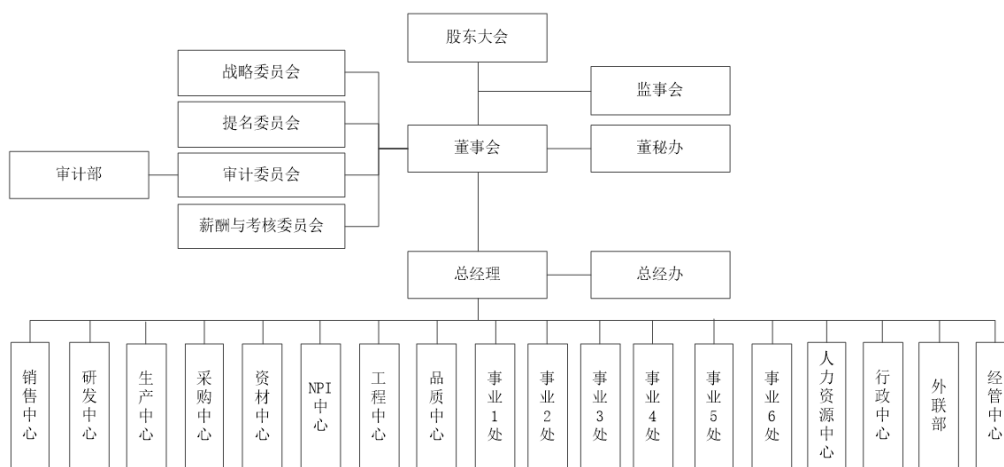 股东大会
战略委员会
监事会
提名委员会
董事会
董秘办
审计部
审计委员会
薪酬与考核委员会
总经理
总经办
销售中心
研发中心
生产中心
采购中心
资材中心
NPI中心
工程中心
品质中心
事业1处
事业2处
事业3处
事业4处
事业5处
事业6处
人力资源中心
行政中心
外联部
经管中心